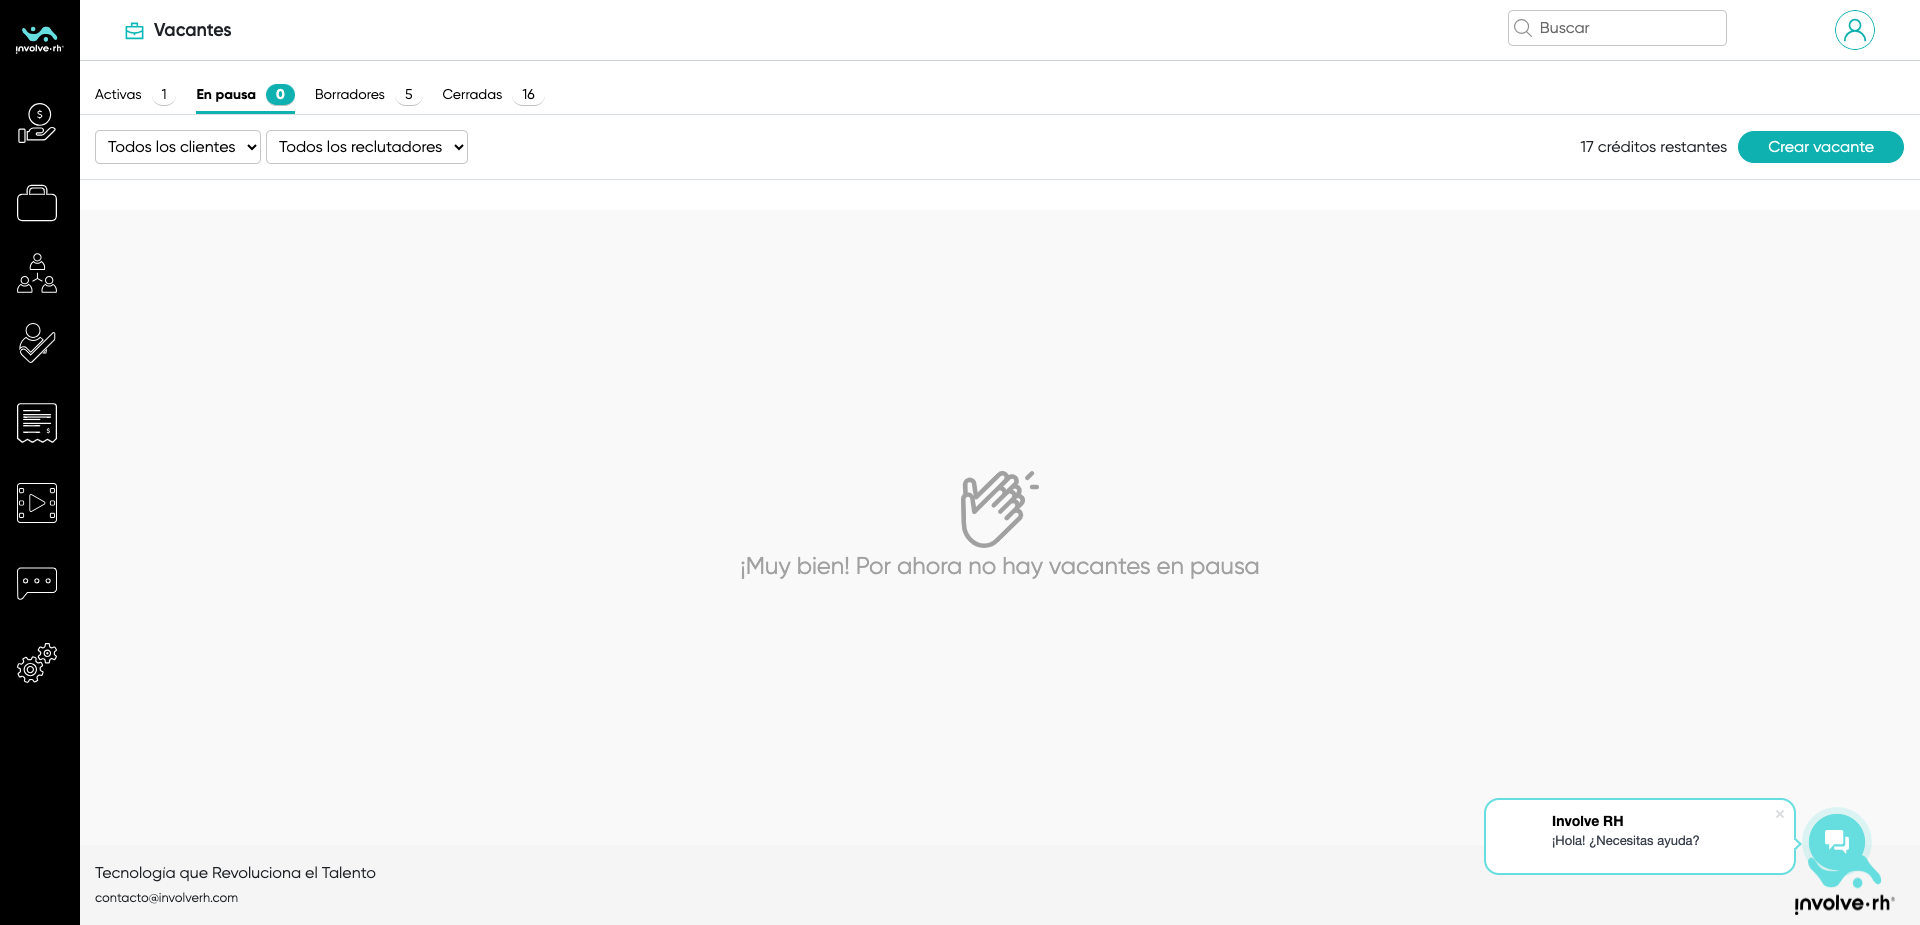 involve·rh
Vacantes
Buscar
Activas 1 En pausa 0 Borradores 5 Cerradas 16
Todos los clientes Todos los reclutadores 17 créditos restantes Crear vacante
$
$
¡Muy bien! Por ahora no hay vacantes en pausa
Involve RH ×
¡Hola! ¿Necesitas ayuda?
Tecnología que Revoluciona el Talento
contacto@involverh.com
involve·rh®